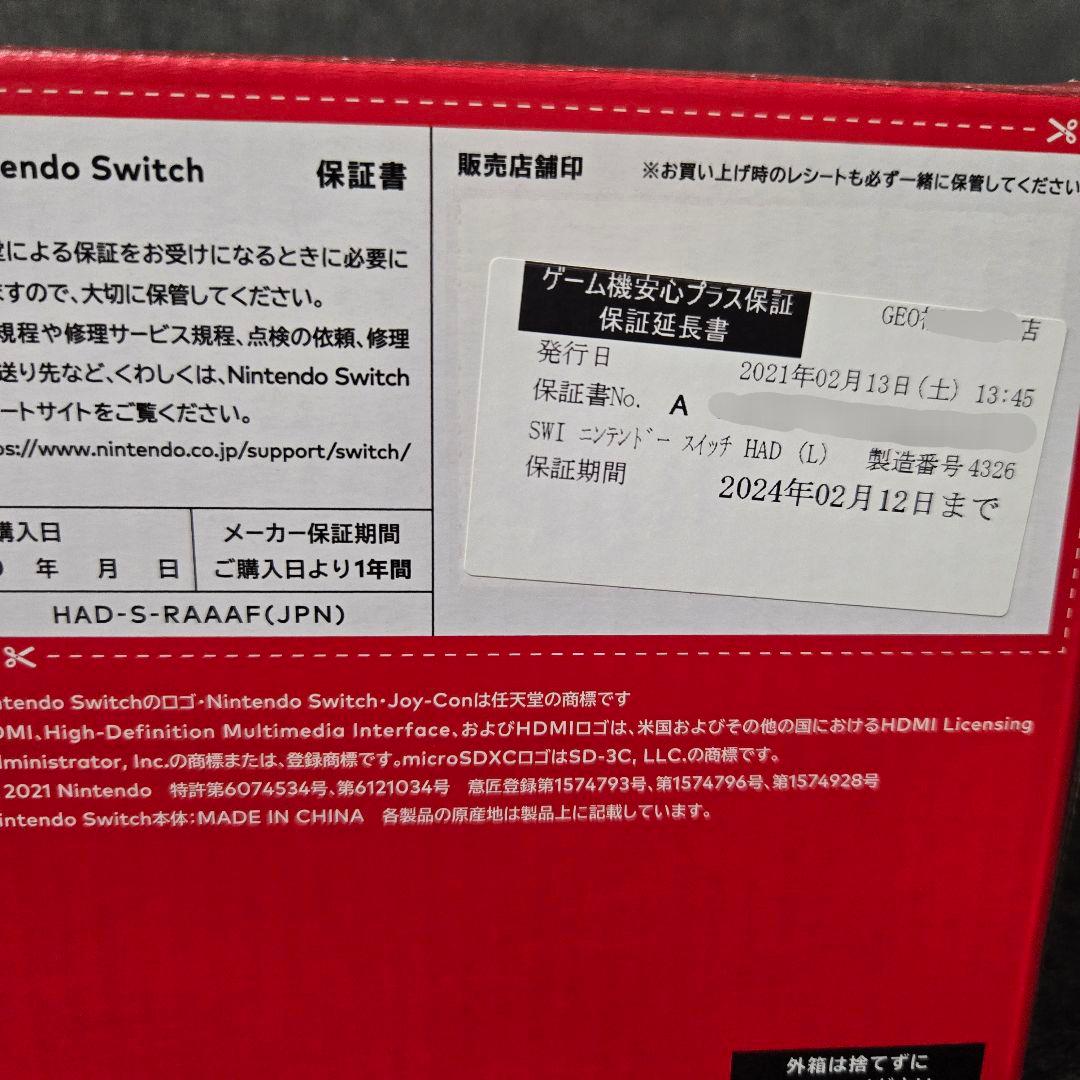 endo Switch 保証書
による保証をお受けになるときに必要に
ますので、大切に保管してください。
規程や修理サービス規程、点検の依頼、修理
送り先など、くわしくは、Nintendo Switch
ートサイトをご覧ください。
ps://www.nintendo.co.jp/support/switch/
購入日
年 月 日
メーカー保証期間
ご購入日より1年間
HAD-S-RAAAF(JPN)
販売店舗印 ※お買い上げ時のレシートも必ず一緒に保管してください
ゲーム機安心プラス保証
保証延長書
GEO 店
発行日 2021年02月13日(土) 13:45
保証書No. A
SWI ニンテンドー スイッチ HAD (L) 製造番号4326
保証期間 2024年02月12日まで
ntendo Switchのロゴ・Nintendo Switch・Joy-Conは任天堂の商標です
DMI、High-Definition Multimedia Interface、およびHDMIロゴは、米国およびその他の国におけるHDMI Licensing
dministrator, Inc.の商標または、登録商標です。microSDXCロゴはSD-3C, LLC.の商標です。
2021 Nintendo 特許第6074534号、第6121034号 意匠登録第1574793号、第1574796号、第1574928号
intendo Switch本体：MADE IN CHINA 各製品の原産地は製品上に記載しています。
外箱は捨てずに